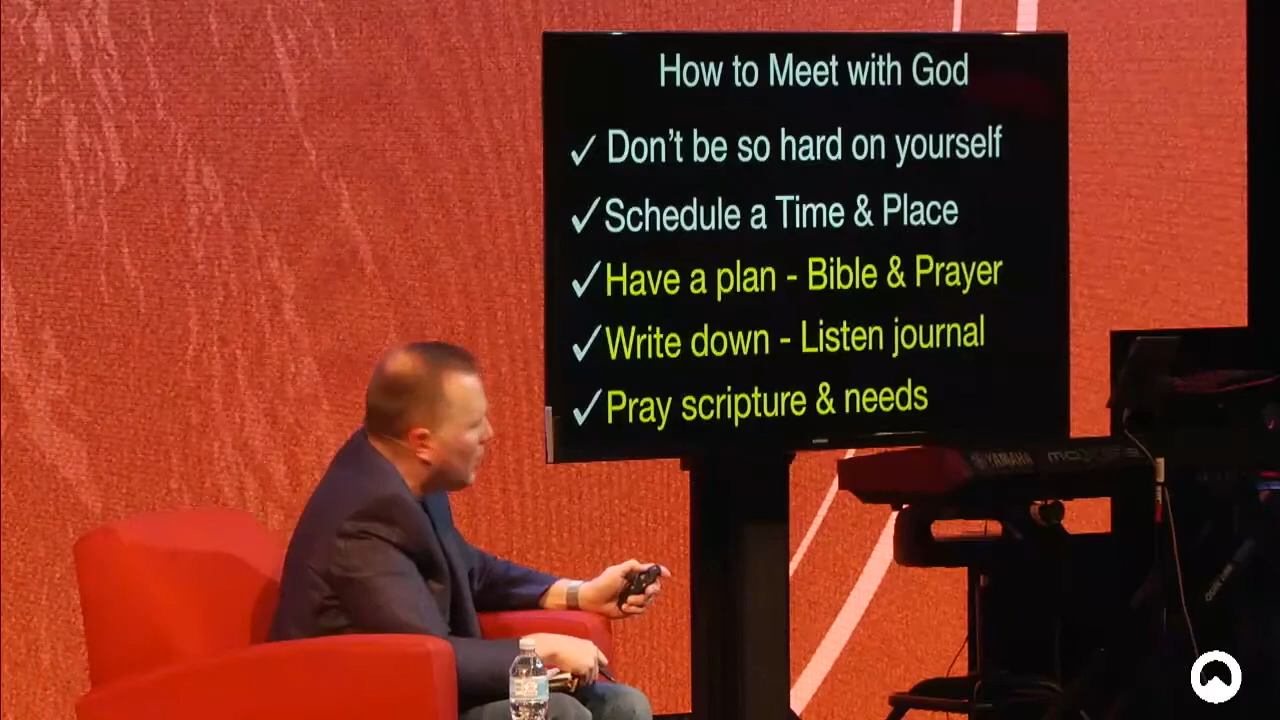 How to Meet with God
✓ Don't be so hard on yourself
✓ Schedule a Time & Place
✓ Have a plan - Bible & Prayer
✓ Write down - Listen journal
✓ Pray scripture & needs
YAMAHA